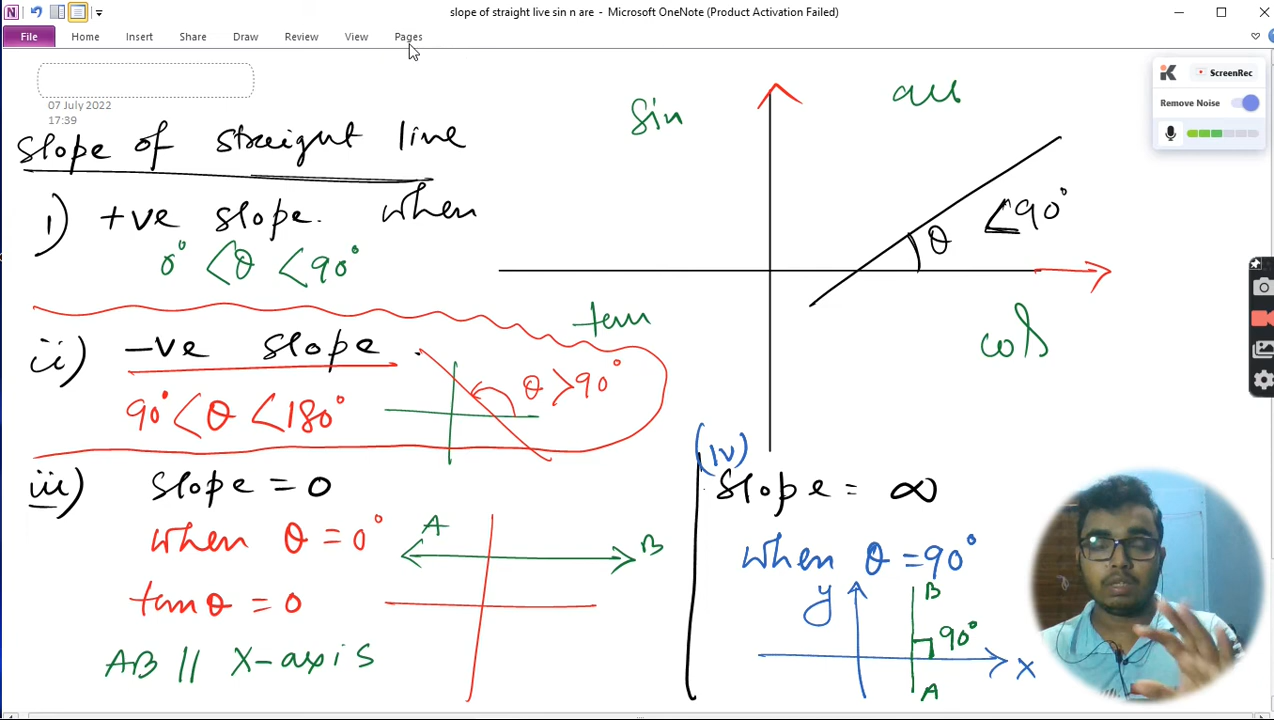 slope of straight live sin n are - Microsoft OneNote (Product Activation Failed)
File Home Insert Share Draw Review View Pages
ScreenRec
Remove Noise
07 July 2022
17:39
slope of straight line
i) +ve slope. when
0° < θ < 90°
ii) -ve slope.
90° < θ < 180°
θ > 90°
iii) slope = 0
when θ = 0°
tan θ = 0
AB // X-axis
A B
sin
all
tan
cos
θ ∠90°
(iv)
slope = ∞
when θ = 90°
y
B
90°
A
X